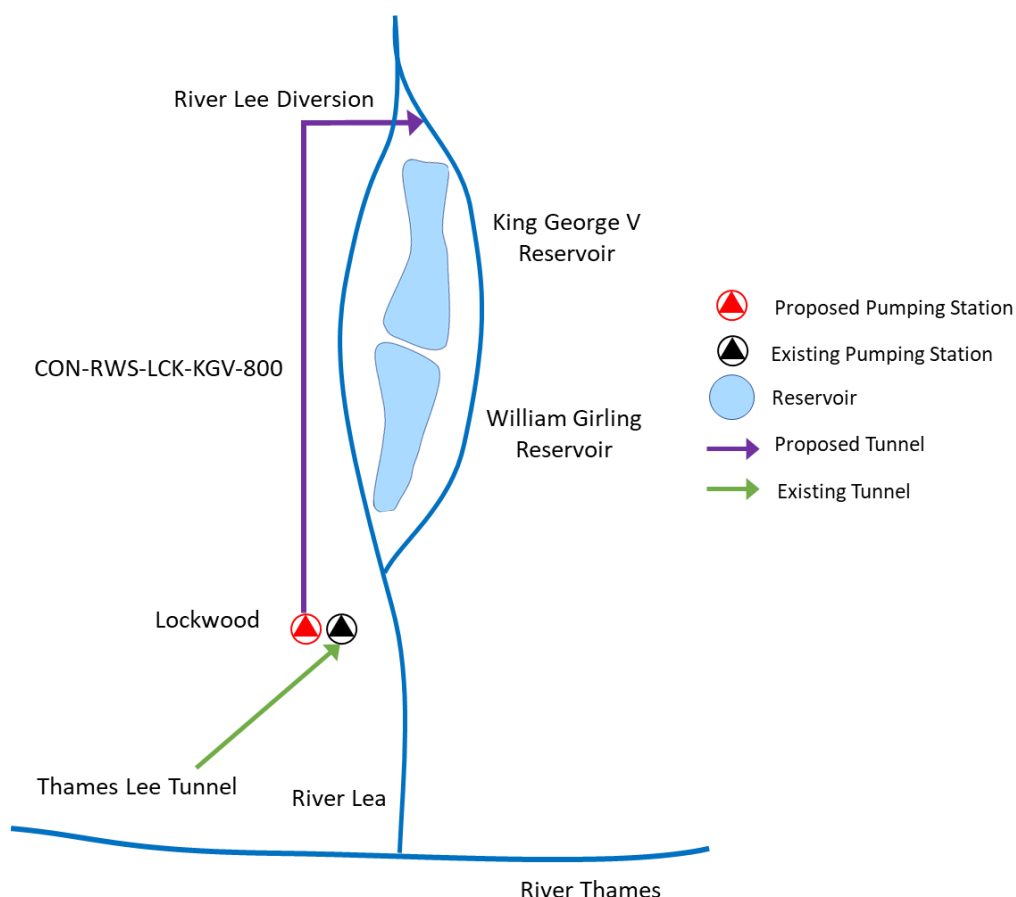 River Lee Diversion
King George V
Reservoir
CON-RWS-LCK-KGV-800
William Girling
Reservoir
Lockwood
Thames Lee Tunnel
River Lea
River Thames
Proposed Pumping Station
Existing Pumping Station
Reservoir
Proposed Tunnel
Existing Tunnel